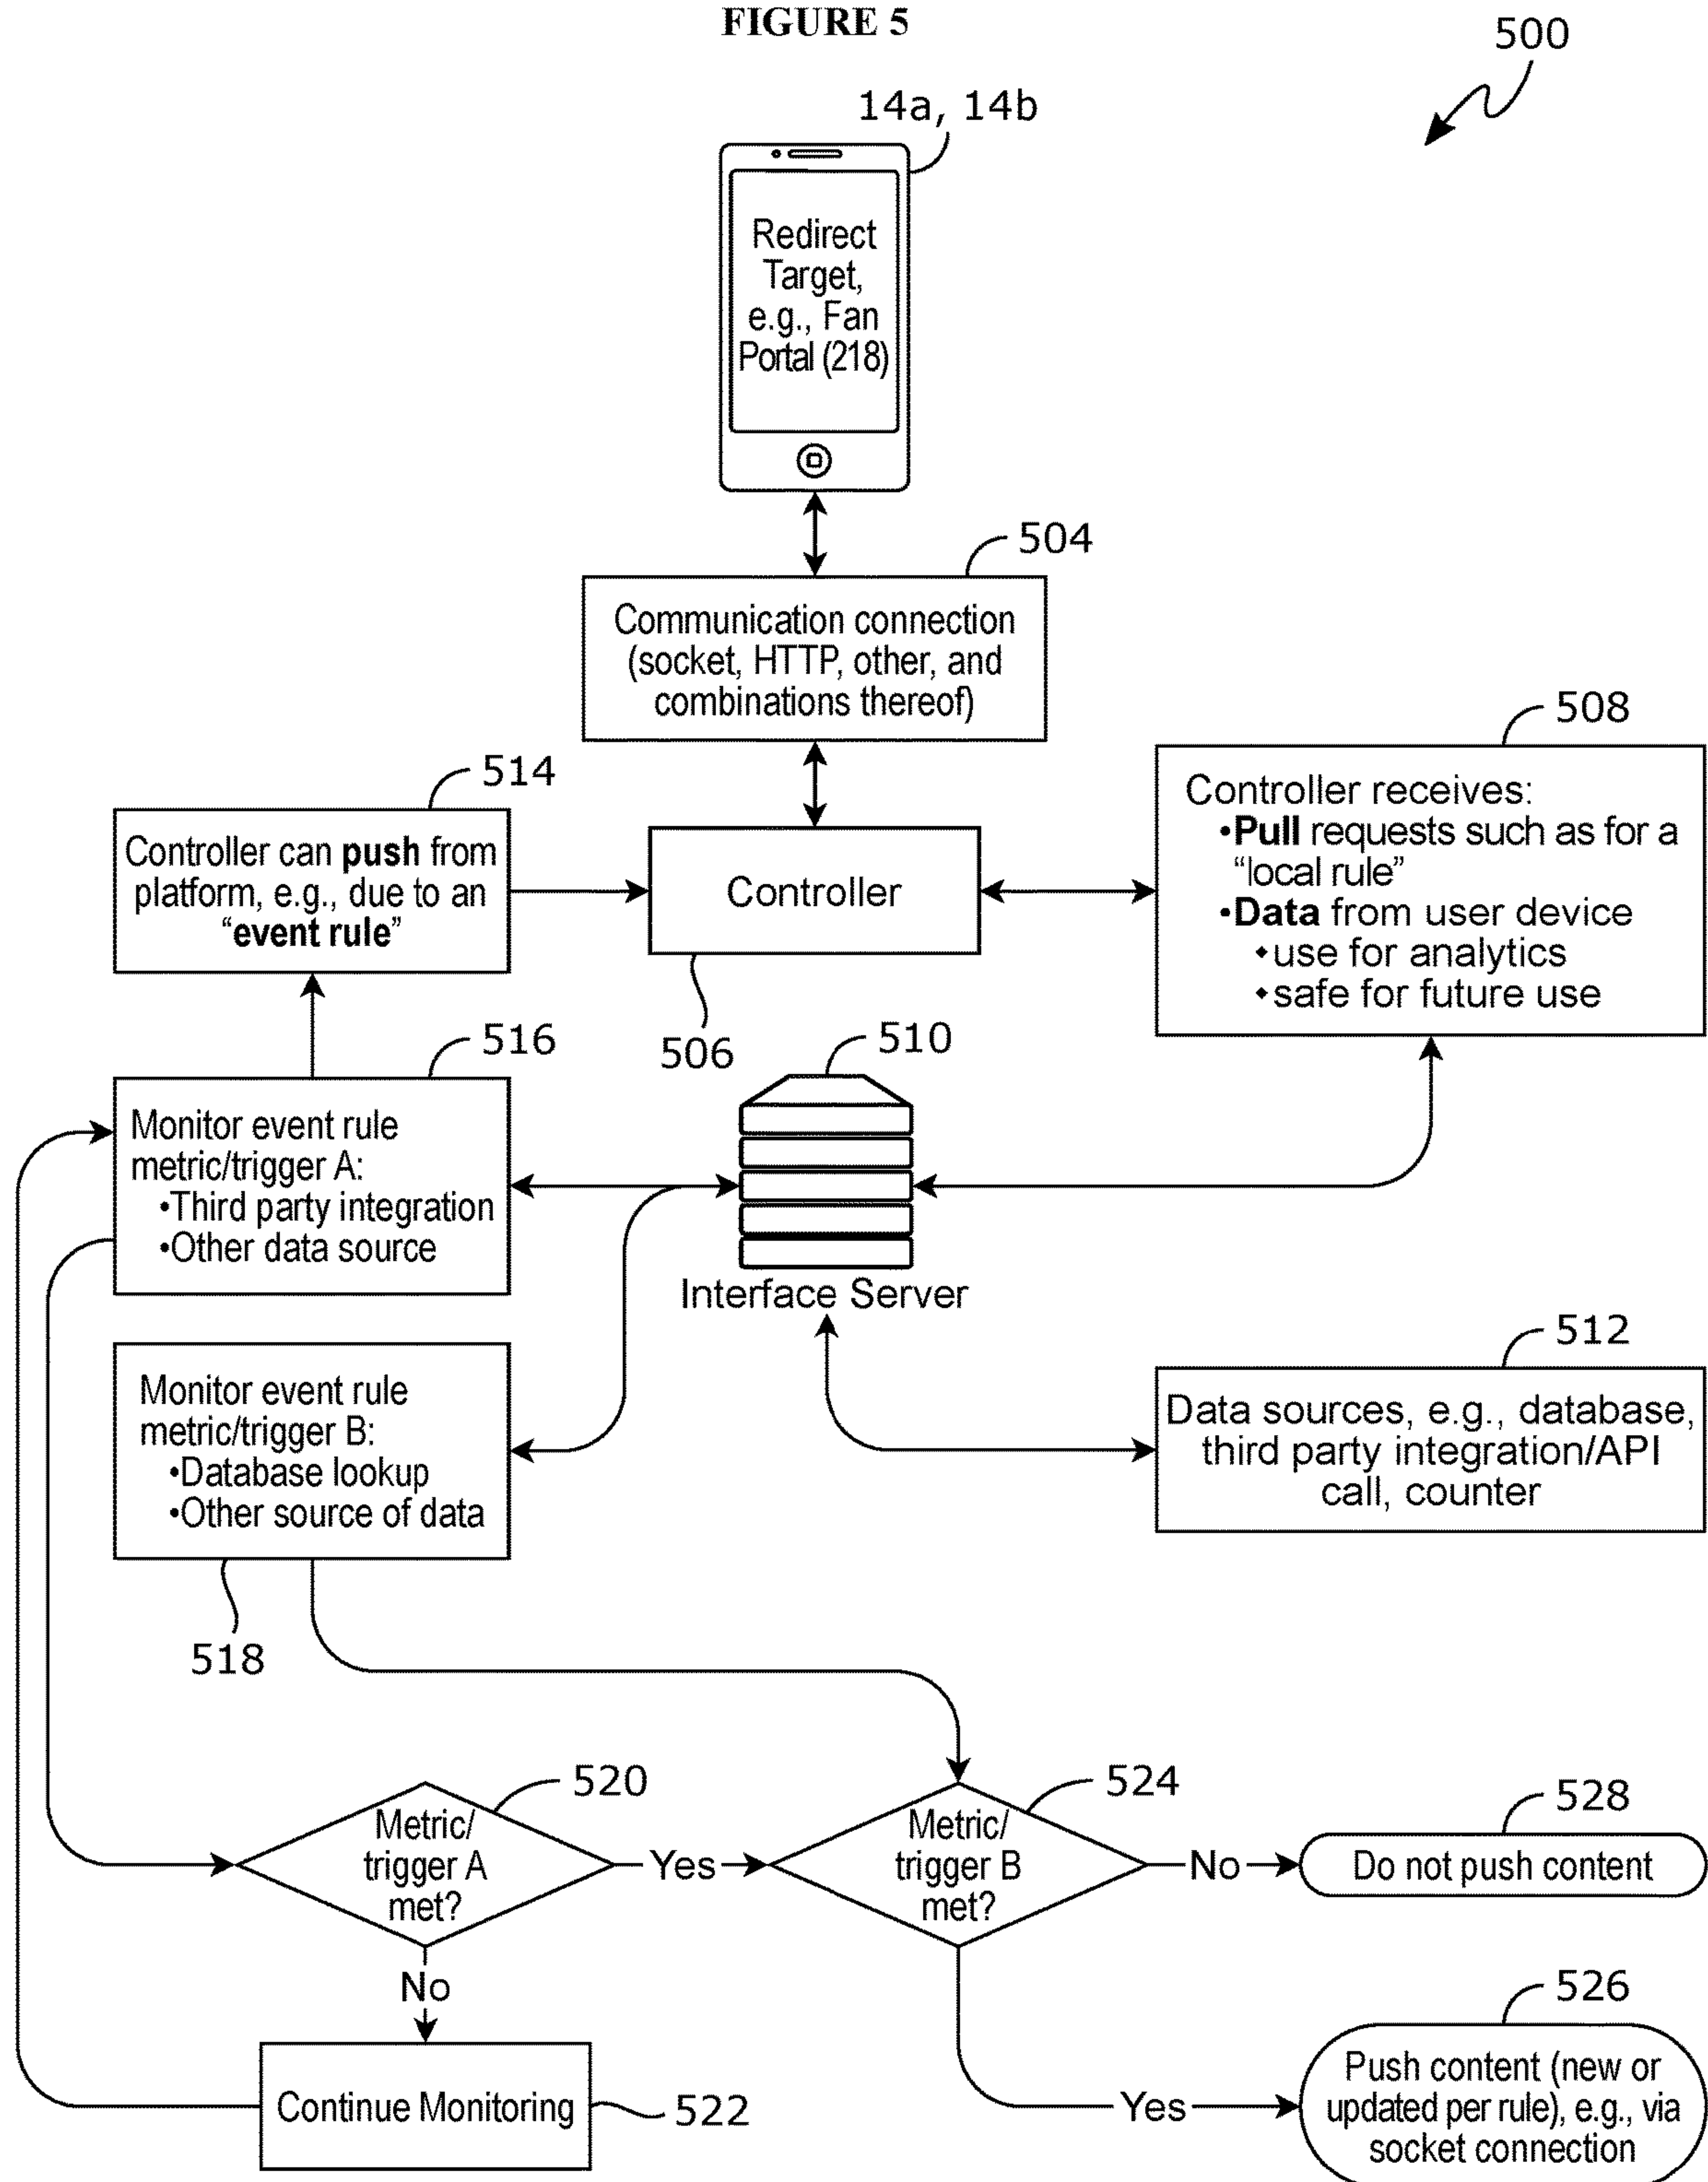 FIGURE 5
500
14a, 14b
Redirect
Target,
e.g., Fan
Portal (218)
504
Communication connection
(socket, HTTP, other, and
combinations thereof)
508
Controller receives:
•Pull requests such as for a
“local rule”
•Data from user device
◆use for analytics
◆safe for future use
514
Controller can push from
platform, e.g., due to an
“event rule”
Controller
506
510
Interface Server
516
Monitor event rule
metric/trigger A:
•Third party integration
•Other data source
512
Data sources, e.g., database,
third party integration/API
call, counter
Monitor event rule
metric/trigger B:
•Database lookup
•Other source of data
518
520
Metric/
trigger A
met?
Yes
524
Metric/
trigger B
met?
No
528
Do not push content
No
526
Push content (new or
updated per rule), e.g., via
socket connection
Yes
Continue Monitoring
522